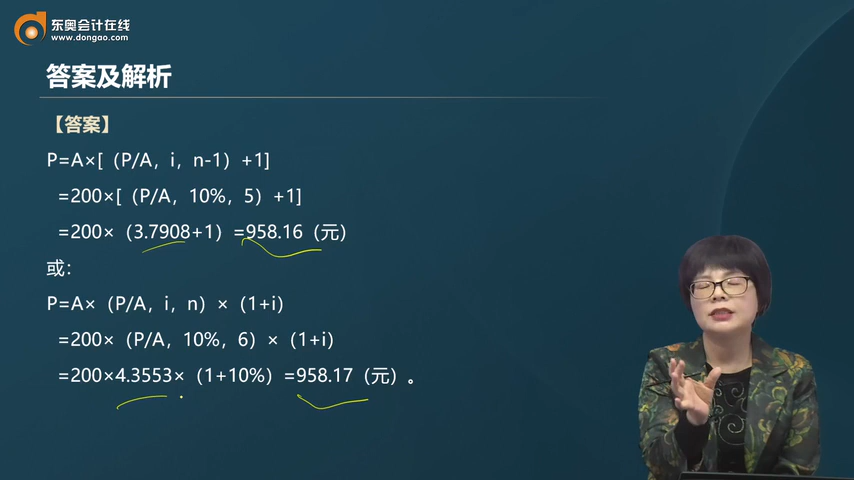 东奥会计在线
www.dongao.com
答案及解析
【答案】
P=A×[（P/A，i，n-1）+1]
=200×[（P/A，10%，5）+1]
=200×（3.7908+1）=958.16（元）
或：
P=A×（P/A，i，n）×（1+i）
=200×（P/A，10%，6）×（1+i）
=200×4.3553×（1+10%）=958.17（元）。